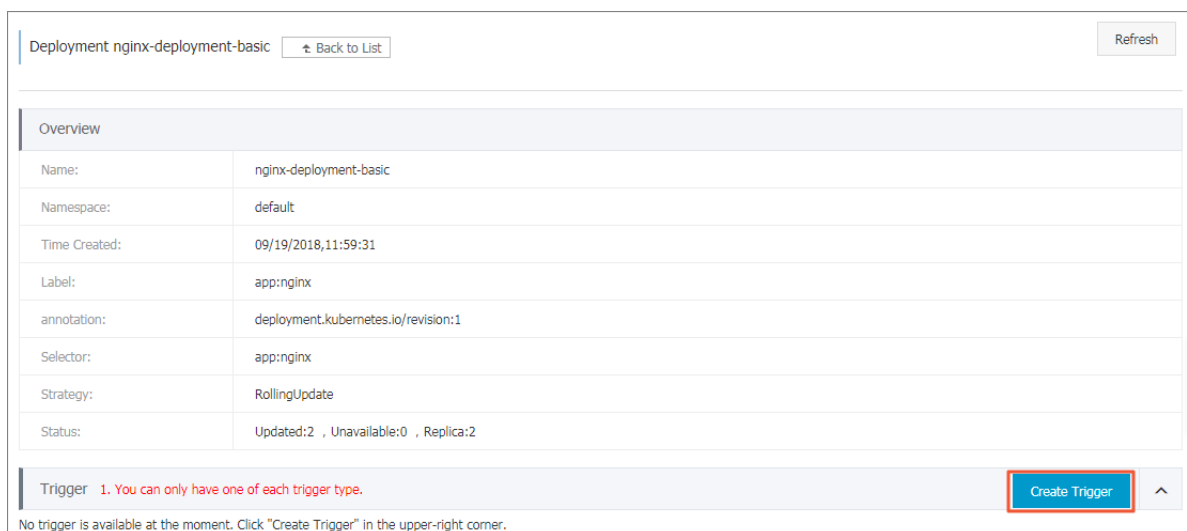 Deployment nginx-deployment-basic Back to List Refresh
Overview
Name: nginx-deployment-basic
Namespace: default
Time Created: 09/19/2018,11:59:31
Label: app:nginx
annotation: deployment.kubernetes.io/revision:1
Selector: app:nginx
Strategy: RollingUpdate
Status: Updated:2 , Unavailable:0 , Replica:2
Trigger 1. You can only have one of each trigger type. Create Trigger
No trigger is available at the moment. Click "Create Trigger" in the upper-right corner.